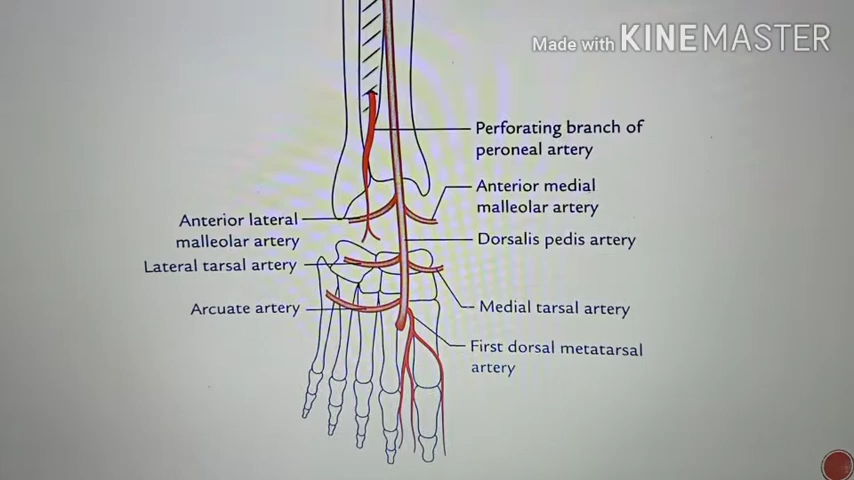 Made with KINEMASTER
Perforating branch of
peroneal artery
Anterior medial
malleolar artery
Anterior lateral
malleolar artery
Dorsalis pedis artery
Lateral tarsal artery
Arcuate artery
Medial tarsal artery
First dorsal metatarsal
artery